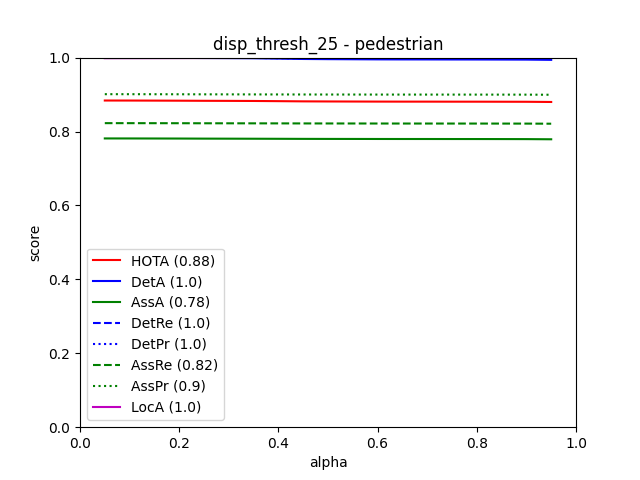 disp_thresh_25 - pedestrian
1.0
0.8
0.6
0.4
0.2
0.0
score
HOTA (0.88)
DetA (1.0)
AssA (0.78)
DetRe (1.0)
DetPr (1.0)
AssRe (0.82)
AssPr (0.9)
LocA (1.0)
0.0 0.2 0.4 0.6 0.8 1.0
alpha